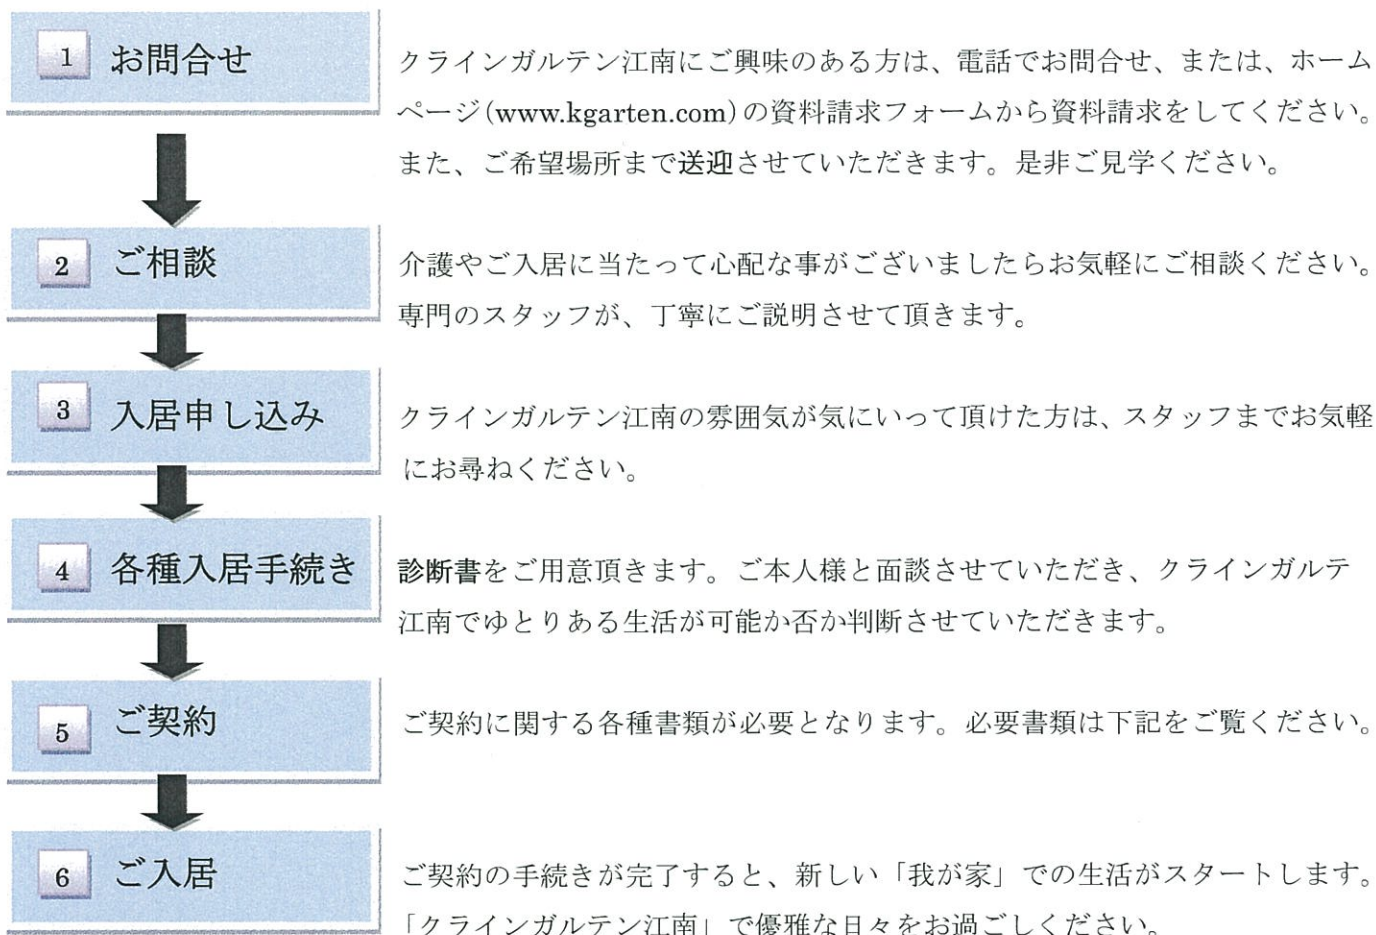 1 お問合せ
クラインガルテン江南にご興味のある方は、電話でお問合せ、または、ホーム
ページ(www.kgarten.com)の資料請求フォームから資料請求をしてください。
また、ご希望場所まで送迎させていただきます。是非ご見学ください。
2 ご相談
介護やご入居に当たって心配な事がございましたらお気軽にご相談ください。
専門のスタッフが、丁寧にご説明させて頂きます。
3 入居申し込み
クラインガルテン江南の雰囲気が気にいって頂けた方は、スタッフまでお気軽
にお尋ねください。
4 各種入居手続き
診断書をご用意頂きます。ご本人様と面談させていただき、クラインガルテ
江南でゆとりある生活が可能か否か判断させていただきます。
5 ご契約
ご契約に関する各種書類が必要となります。必要書類は下記をご覧ください。
6 ご入居
ご契約の手続きが完了すると、新しい「我が家」での生活がスタートします。
「クラインガルテン江南」で優雅な日々をお過ごしください。